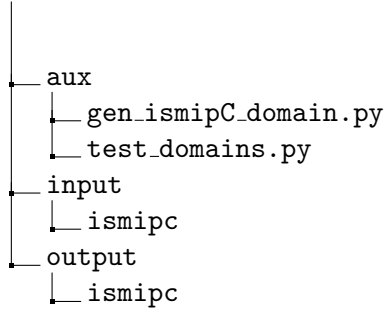 aux
gen_ismipC_domain.py
test_domains.py
input
ismipc
output
ismipc